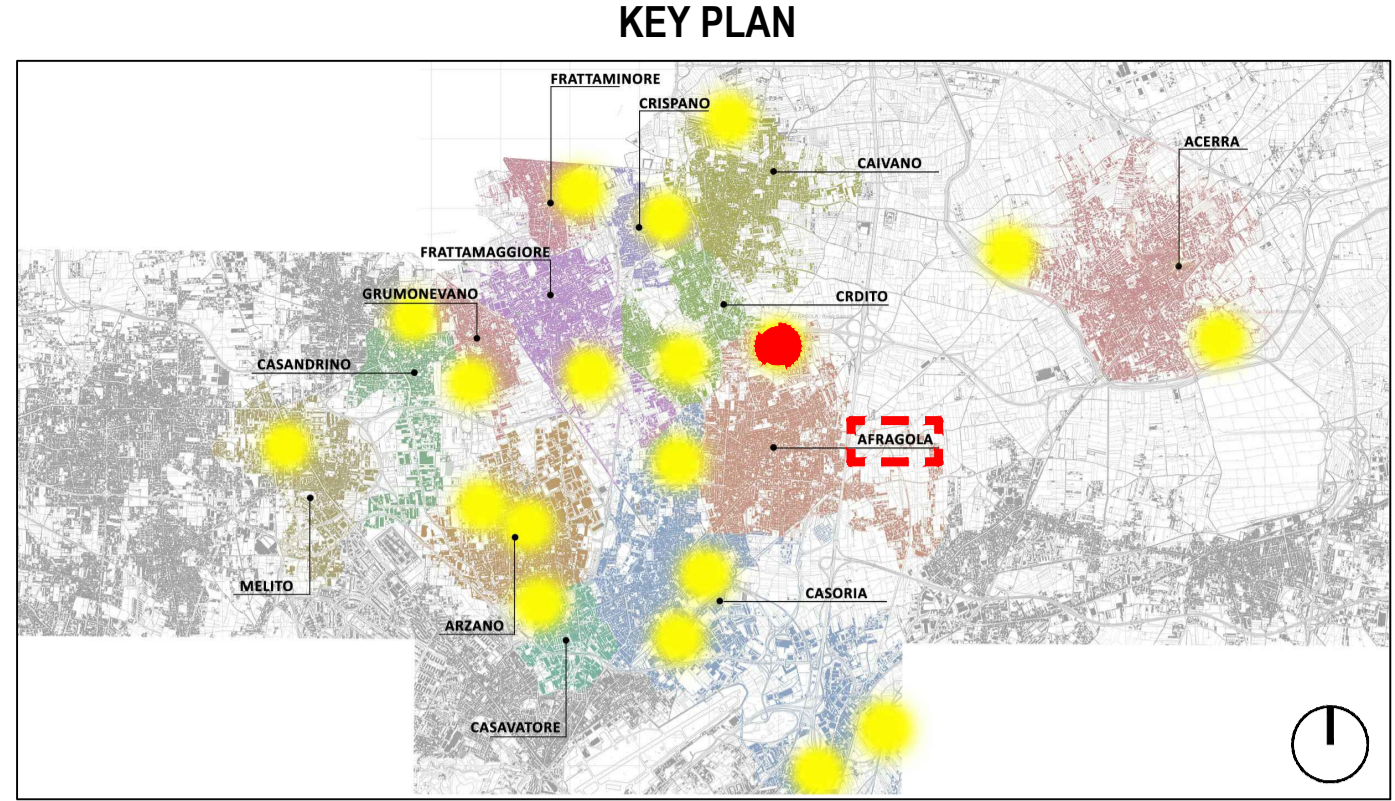 KEY PLAN
FRATTAMINORE
CRISPANO
ACERRA
CAIVANO
FRATTAMAGGIORE
GRUMONEVANO
CRDITO
CASANDRINO
AFRAGOLA
MELITO
CASORIA
ARZANO
CASAVATORE